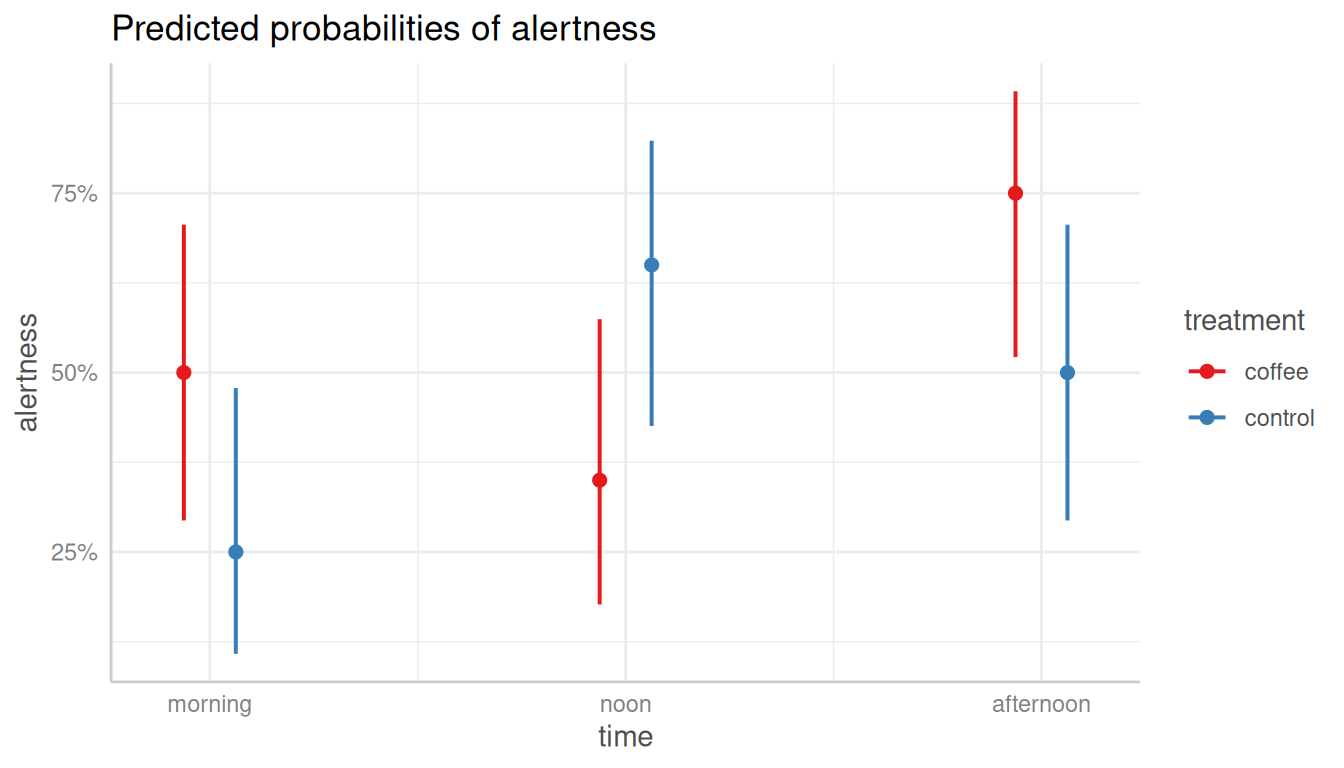 Predicted probabilities of alertness
75%
50%
25%
alertness
morning
noon
afternoon
time
treatment
coffee
control